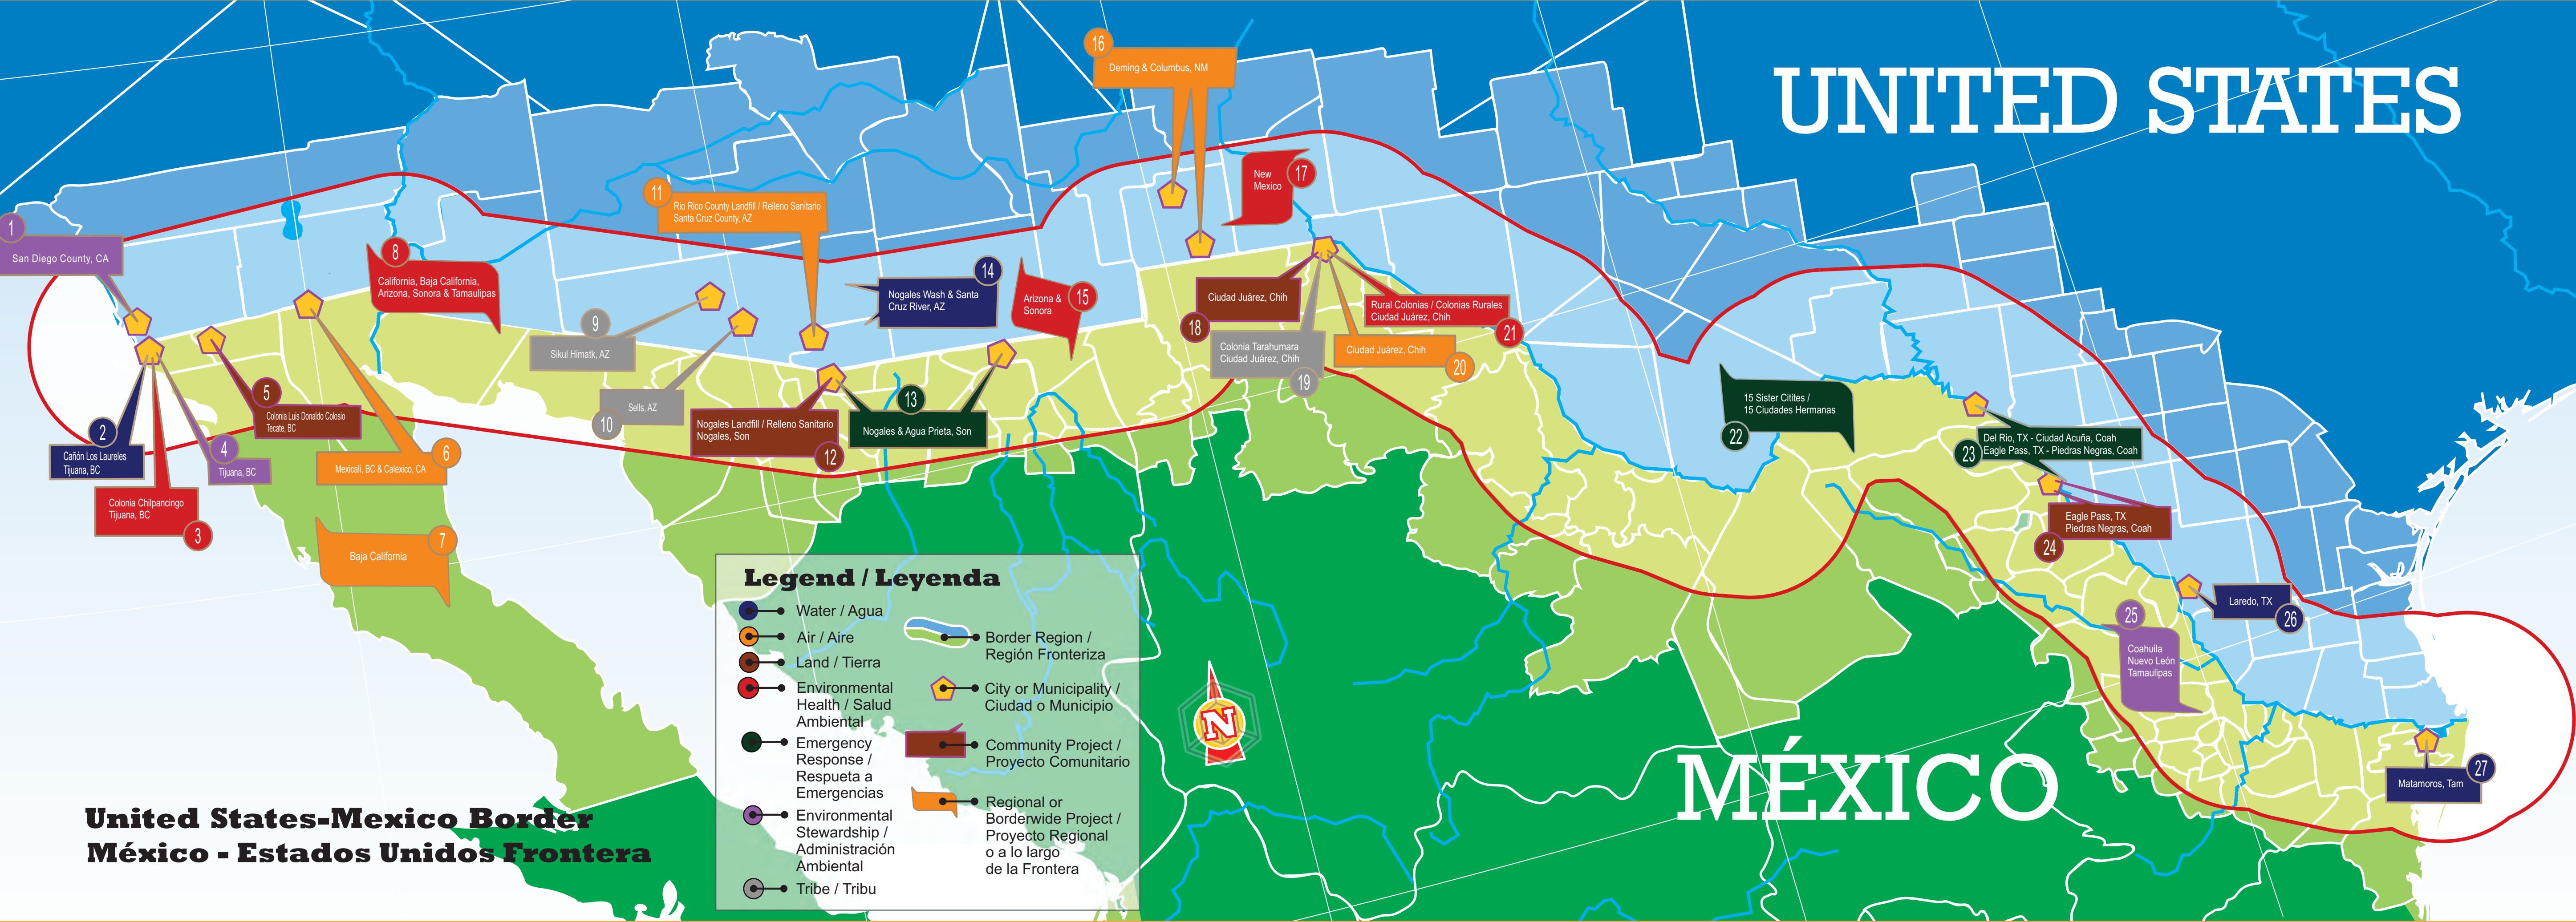 UNITED STATES
MÉXICO
1
San Diego County, CA
2
Cañón Los Laureles
Tijuana, BC
3
Colonia Chilpancingo
Tijuana, BC
4
Tijuana, BC
5
Colonia Luis Donaldo Colosio
Tecate, BC
6
Mexicali, BC & Calexico, CA
7
Baja California
8
California, Baja California,
Arizona, Sonora & Tamaulipas
9
Sikul Himatk, AZ
10
Sells, AZ
11
Rio Rico County Landfill / Relleno Sanitario
Santa Cruz County, AZ
12
Nogales Landfill / Relleno Sanitario
Nogales, Son
13
Nogales & Agua Prieta, Son
14
Nogales Wash & Santa
Cruz River, AZ
15
Arizona &
Sonora
16
Deming & Columbus, NM
17
New
Mexico
18
Ciudad Juárez, Chih
19
Colonia Tarahumara
Ciudad Juárez, Chih
20
Ciudad Juárez, Chih
21
Rural Colonias / Colonias Rurales
Ciudad Juárez, Chih
22
15 Sister Citites /
15 Ciudades Hermanas
23
Del Rio, TX - Ciudad Acuña, Coah
Eagle Pass, TX - Piedras Negras, Coah
24
Eagle Pass, TX
Piedras Negras, Coah
25
Coahuila
Nuevo León
Tamaulipas
26
Laredo, TX
27
Matamoros, Tam
Legend / Leyenda
Water / Agua
Air / Aire
Land / Tierra
Environmental
Health / Salud
Ambiental
Emergency
Response /
Respueta a
Emergencias
Environmental
Stewardship /
Administración
Ambiental
Tribe / Tribu
Border Region /
Región Fronteriza
City or Municipality /
Ciudad o Municipio
Community Project /
Proyecto Comunitario
Regional or
Borderwide Project /
Proyecto Regional
o a lo largo
de la Frontera
N
United States-Mexico Border
México - Estados Unidos Frontera